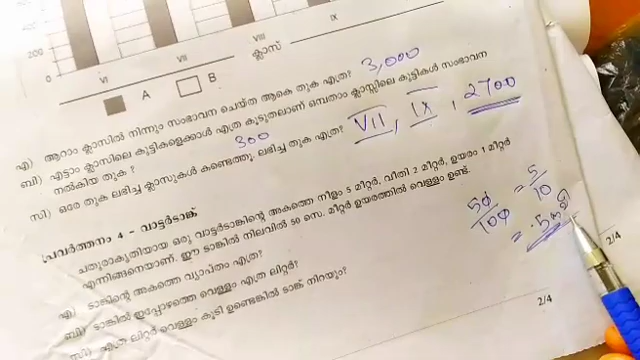 200
0
VI
VII
VIII
IX
ക്ലാസ്
A
B
എ) ആറാം ക്ലാസിൽ നിന്നും സംഭാവന ചെയ്ത ആകെ തുക എത്ര? 3,000
ബി) എട്ടാം ക്ലാസിലെ കുട്ടികളെക്കാൾ എത്ര കൂടുതലാണ് ഒമ്പതാം ക്ലാസ്സിലെ കുട്ടികൾ സംഭാവന
നൽകിയ തുക ? 300
സി) ഒരേ തുക ലഭിച്ച ക്ലാസുകൾ കണ്ടെത്തൂ. ലഭിച്ച തുക എത്ര? VII, IX, 2700
പ്രവർത്തനം 4 - വാട്ടർടാങ്ക്
ചതുരാകൃതിയായ ഒരു വാട്ടർടാങ്കിന്റെ അകത്തെ നീളം 5 മീറ്റർ, വീതി 2 മീറ്റർ, ഉയരം 1 മീറ്റർ
എന്നിങ്ങനെയാണ്. ഈ ടാങ്കിൽ നിലവിൽ 50 സെ. മീറ്റർ ഉയരത്തിൽ വെള്ളം ഉണ്ട്.
എ) ടാങ്കിന്റെ അകത്തെ വ്യാപ്തം എത്ര?
ബി) ടാങ്കിൽ ഇപ്പോഴത്തെ വെള്ളം എത്ര ലിറ്റർ?
സി) എത്ര ലിറ്റർ വെള്ളം കൂടി ഉണ്ടെങ്കിൽ ടാങ്ക് നിറയും?
50/100 = 5/10
= .5
2/4
2/4